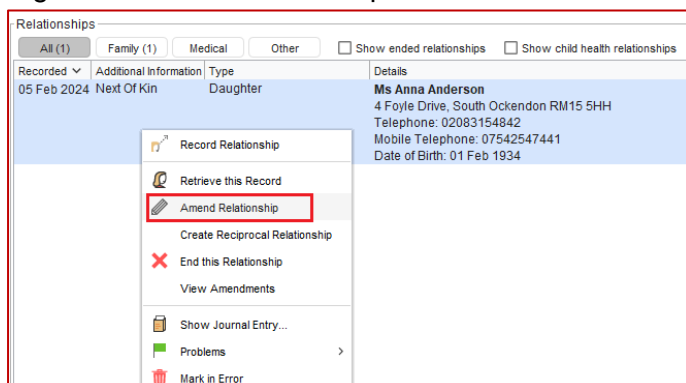 Relationships
All (1) Family (1) Medical Other Show ended relationships Show child health relationships
Recorded Additional Information Type Details
05 Feb 2024 Next Of Kin Daughter Ms Anna Anderson
4 Foyle Drive, South Ockendon RM15 5HH
Telephone: 02083154842
Mobile Telephone: 07542547441
Date of Birth: 01 Feb 1934
Record Relationship
Retrieve this Record
Amend Relationship
Create Reciprocal Relationship
End this Relationship
View Amendments
Show Journal Entry...
Problems
Mark in Error